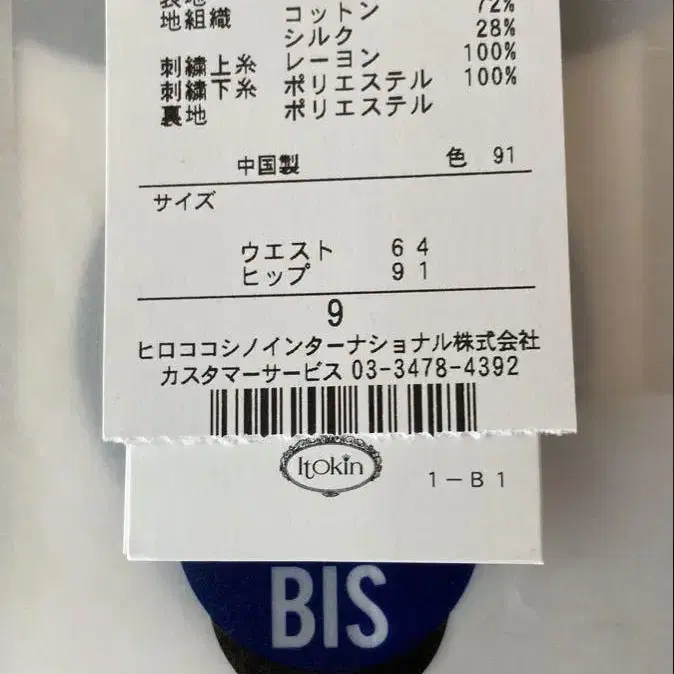 地組織 コットン 72%
シルク 28%
刺繍上糸 レーヨン 100%
刺繍下糸 ポリエステル 100%
裏地 ポリエステル
中国製 色 91
サイズ
ウエスト 64
ヒップ 91
9
ヒロココシノインターナショナル株式会社
カスタマーサービス 03-3478-4392
Itokin
1-B1
BIS